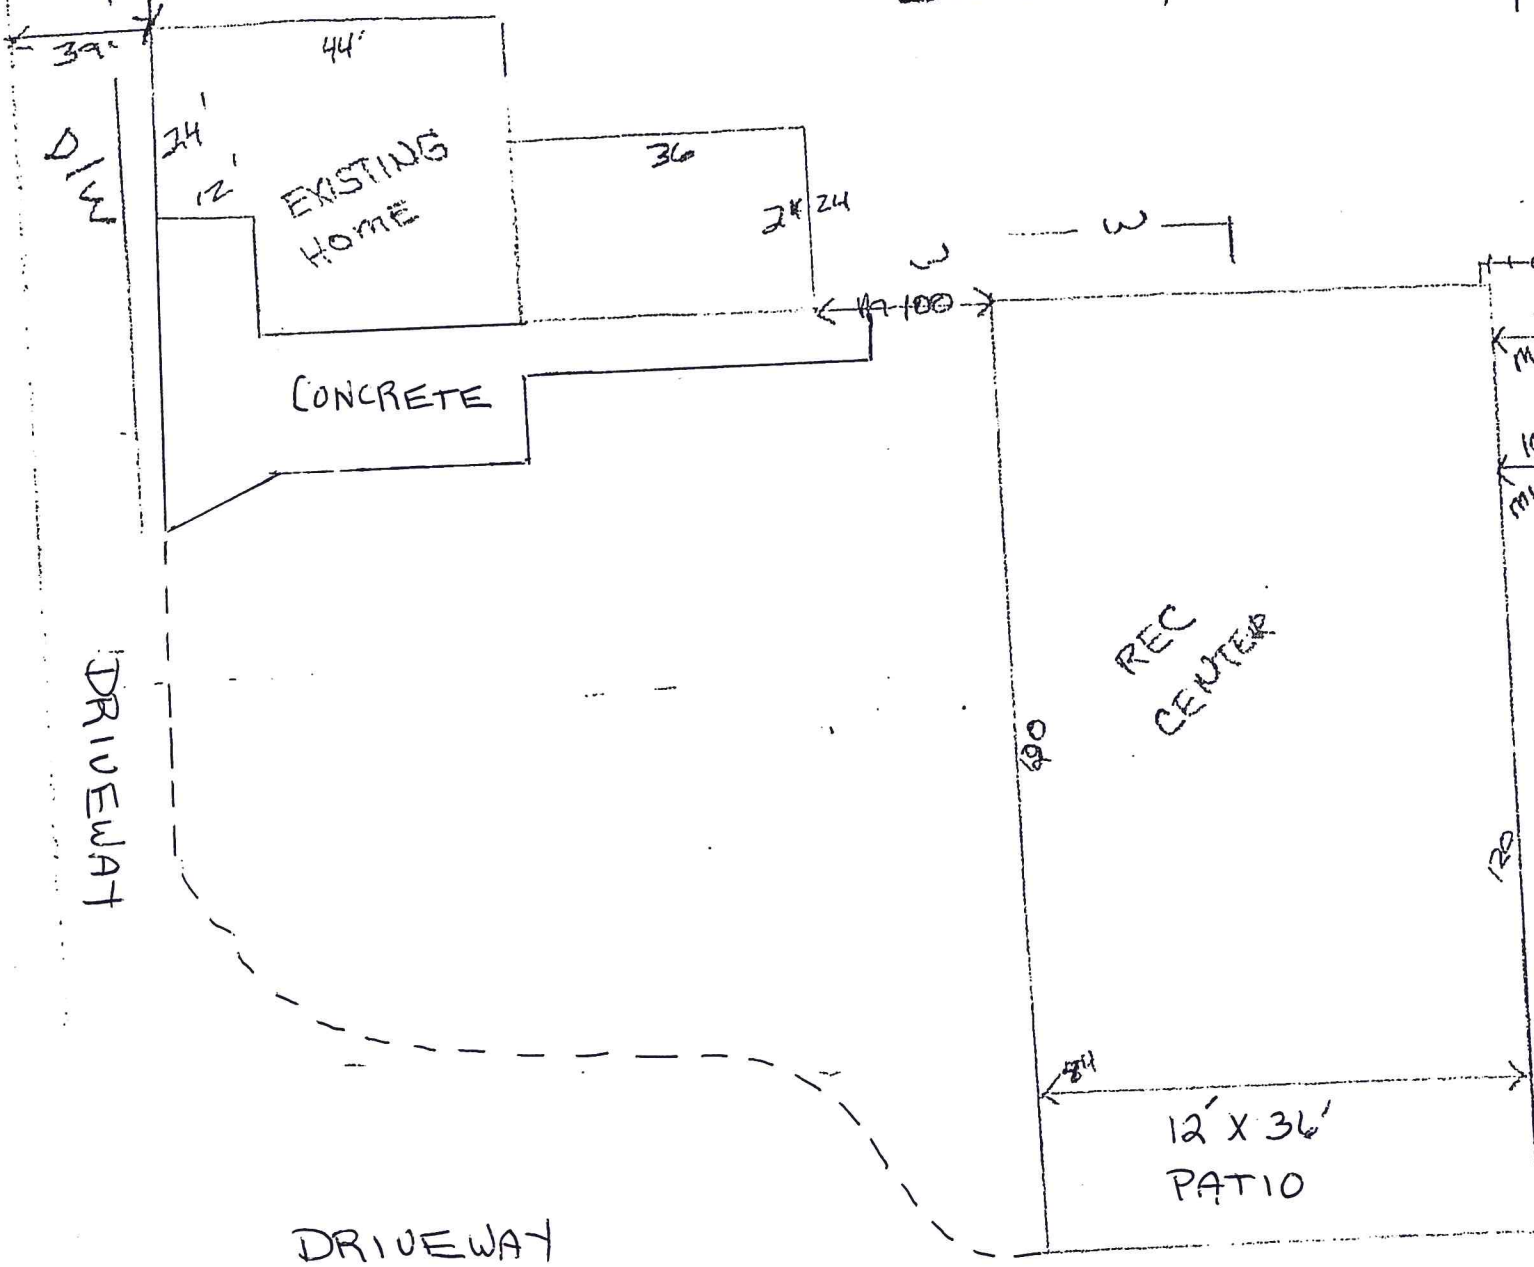 39'
44'
D/W
24'
12'
EXISTING
HOME
36
24
W
W
100
CONCRETE
REC
CENTER
120
120
DRIVEWAY
84
12' X 36'
PATIO
DRIVEWAY